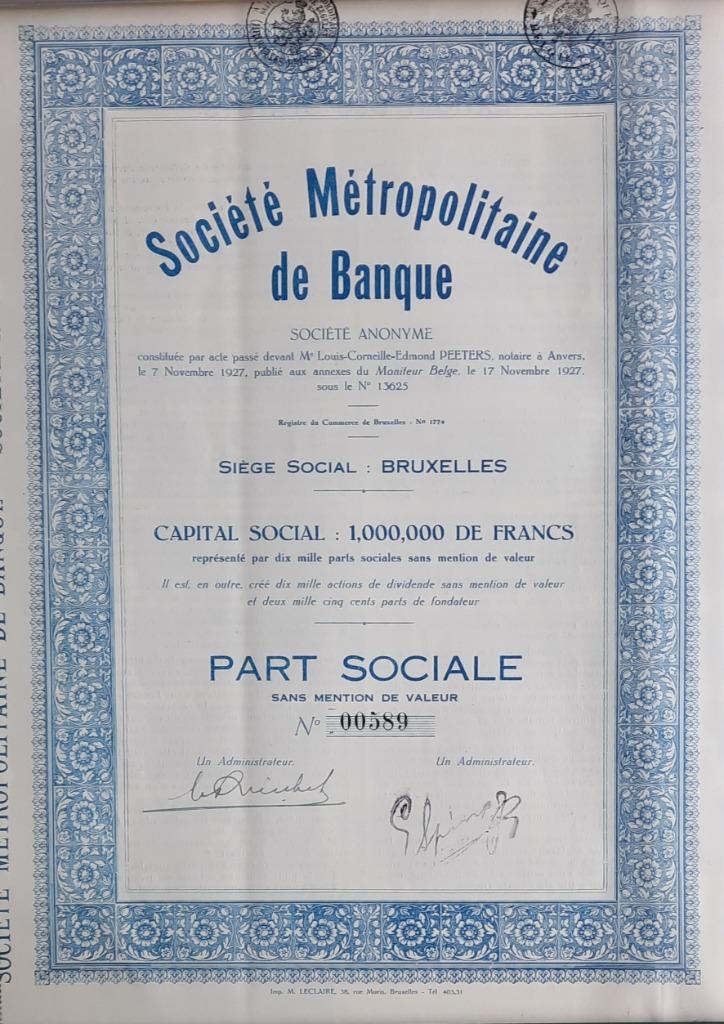 Société Métropolitaine
de Banque
SOCIÉTÉ ANONYME
constituée par acte passé devant Me Louis-Corneille-Edmond PEETERS, notaire à Anvers,
le 7 Novembre 1927, publié aux annexes du Moniteur Belge, le 17 Novembre 1927,
sous le No 13625
Registre du Commerce de Bruxelles : No 1774
SIÈGE SOCIAL : BRUXELLES
CAPITAL SOCIAL : 1,000,000 DE FRANCS
représenté par dix mille parts sociales sans mention de valeur
Il est, en outre, créé dix mille actions de dividende sans mention de valeur
et deux mille cinq cents parts de fondateur
PART SOCIALE
SANS MENTION DE VALEUR
No 00589
Un Administrateur.
Un Administrateur.
Imp. M. LECLAIRE, 38, rue Maris, Bruxelles - Tél 403.31
SOCIÉTÉ MÉTROPOLITAINE DE BANQUE